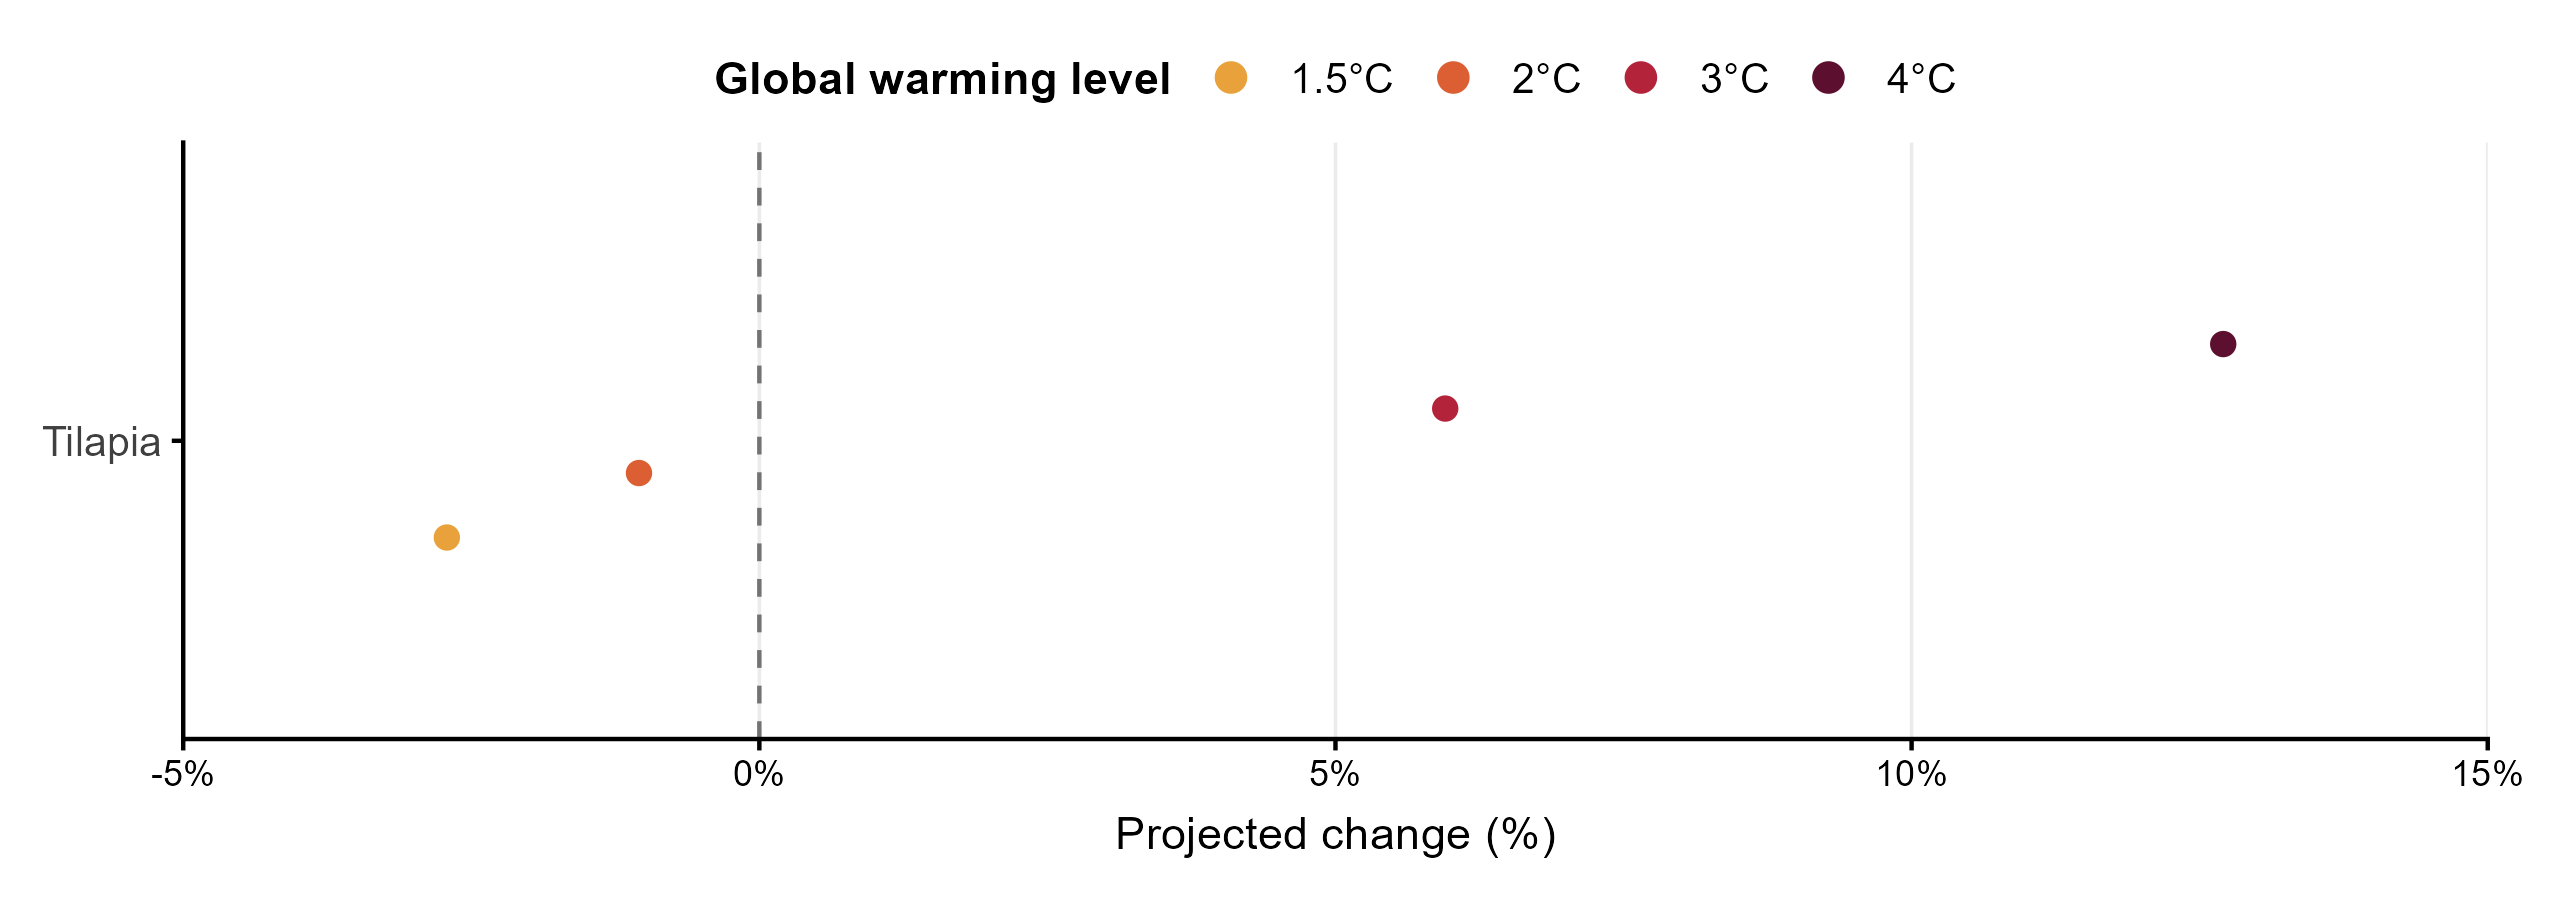 Global warming level 1.5°C 2°C 3°C 4°C
Tilapia
-5% 0% 5% 10% 15%
Projected change (%)